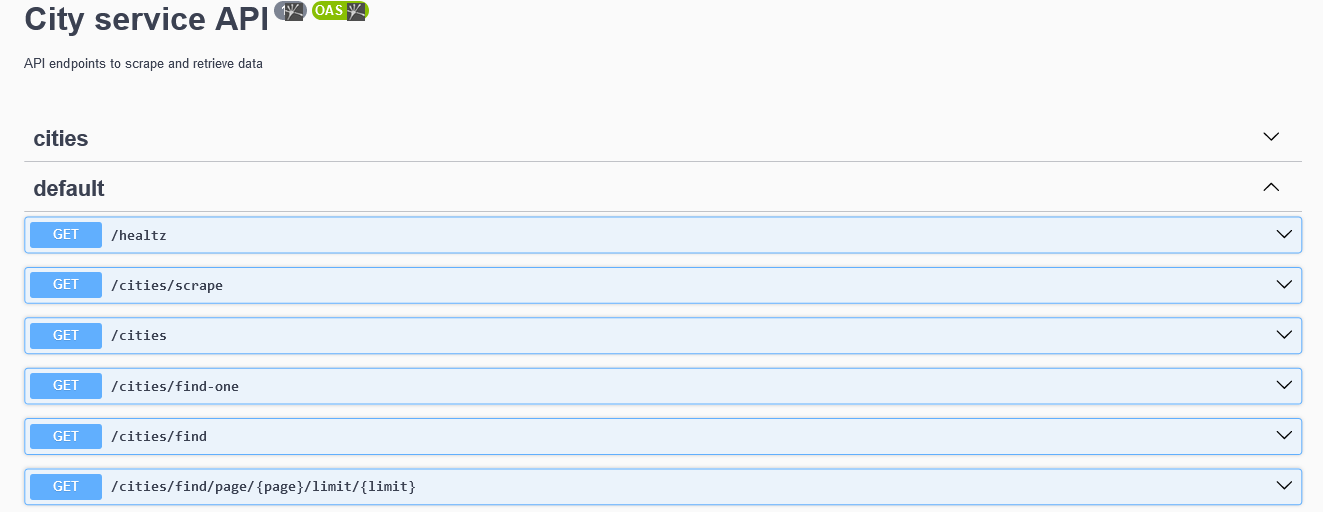 City service API
OAS
API endpoints to scrape and retrieve data
cities
default
GET /healtz
GET /cities/scrape
GET /cities
GET /cities/find-one
GET /cities/find
GET /cities/find/page/{page}/limit/{limit}